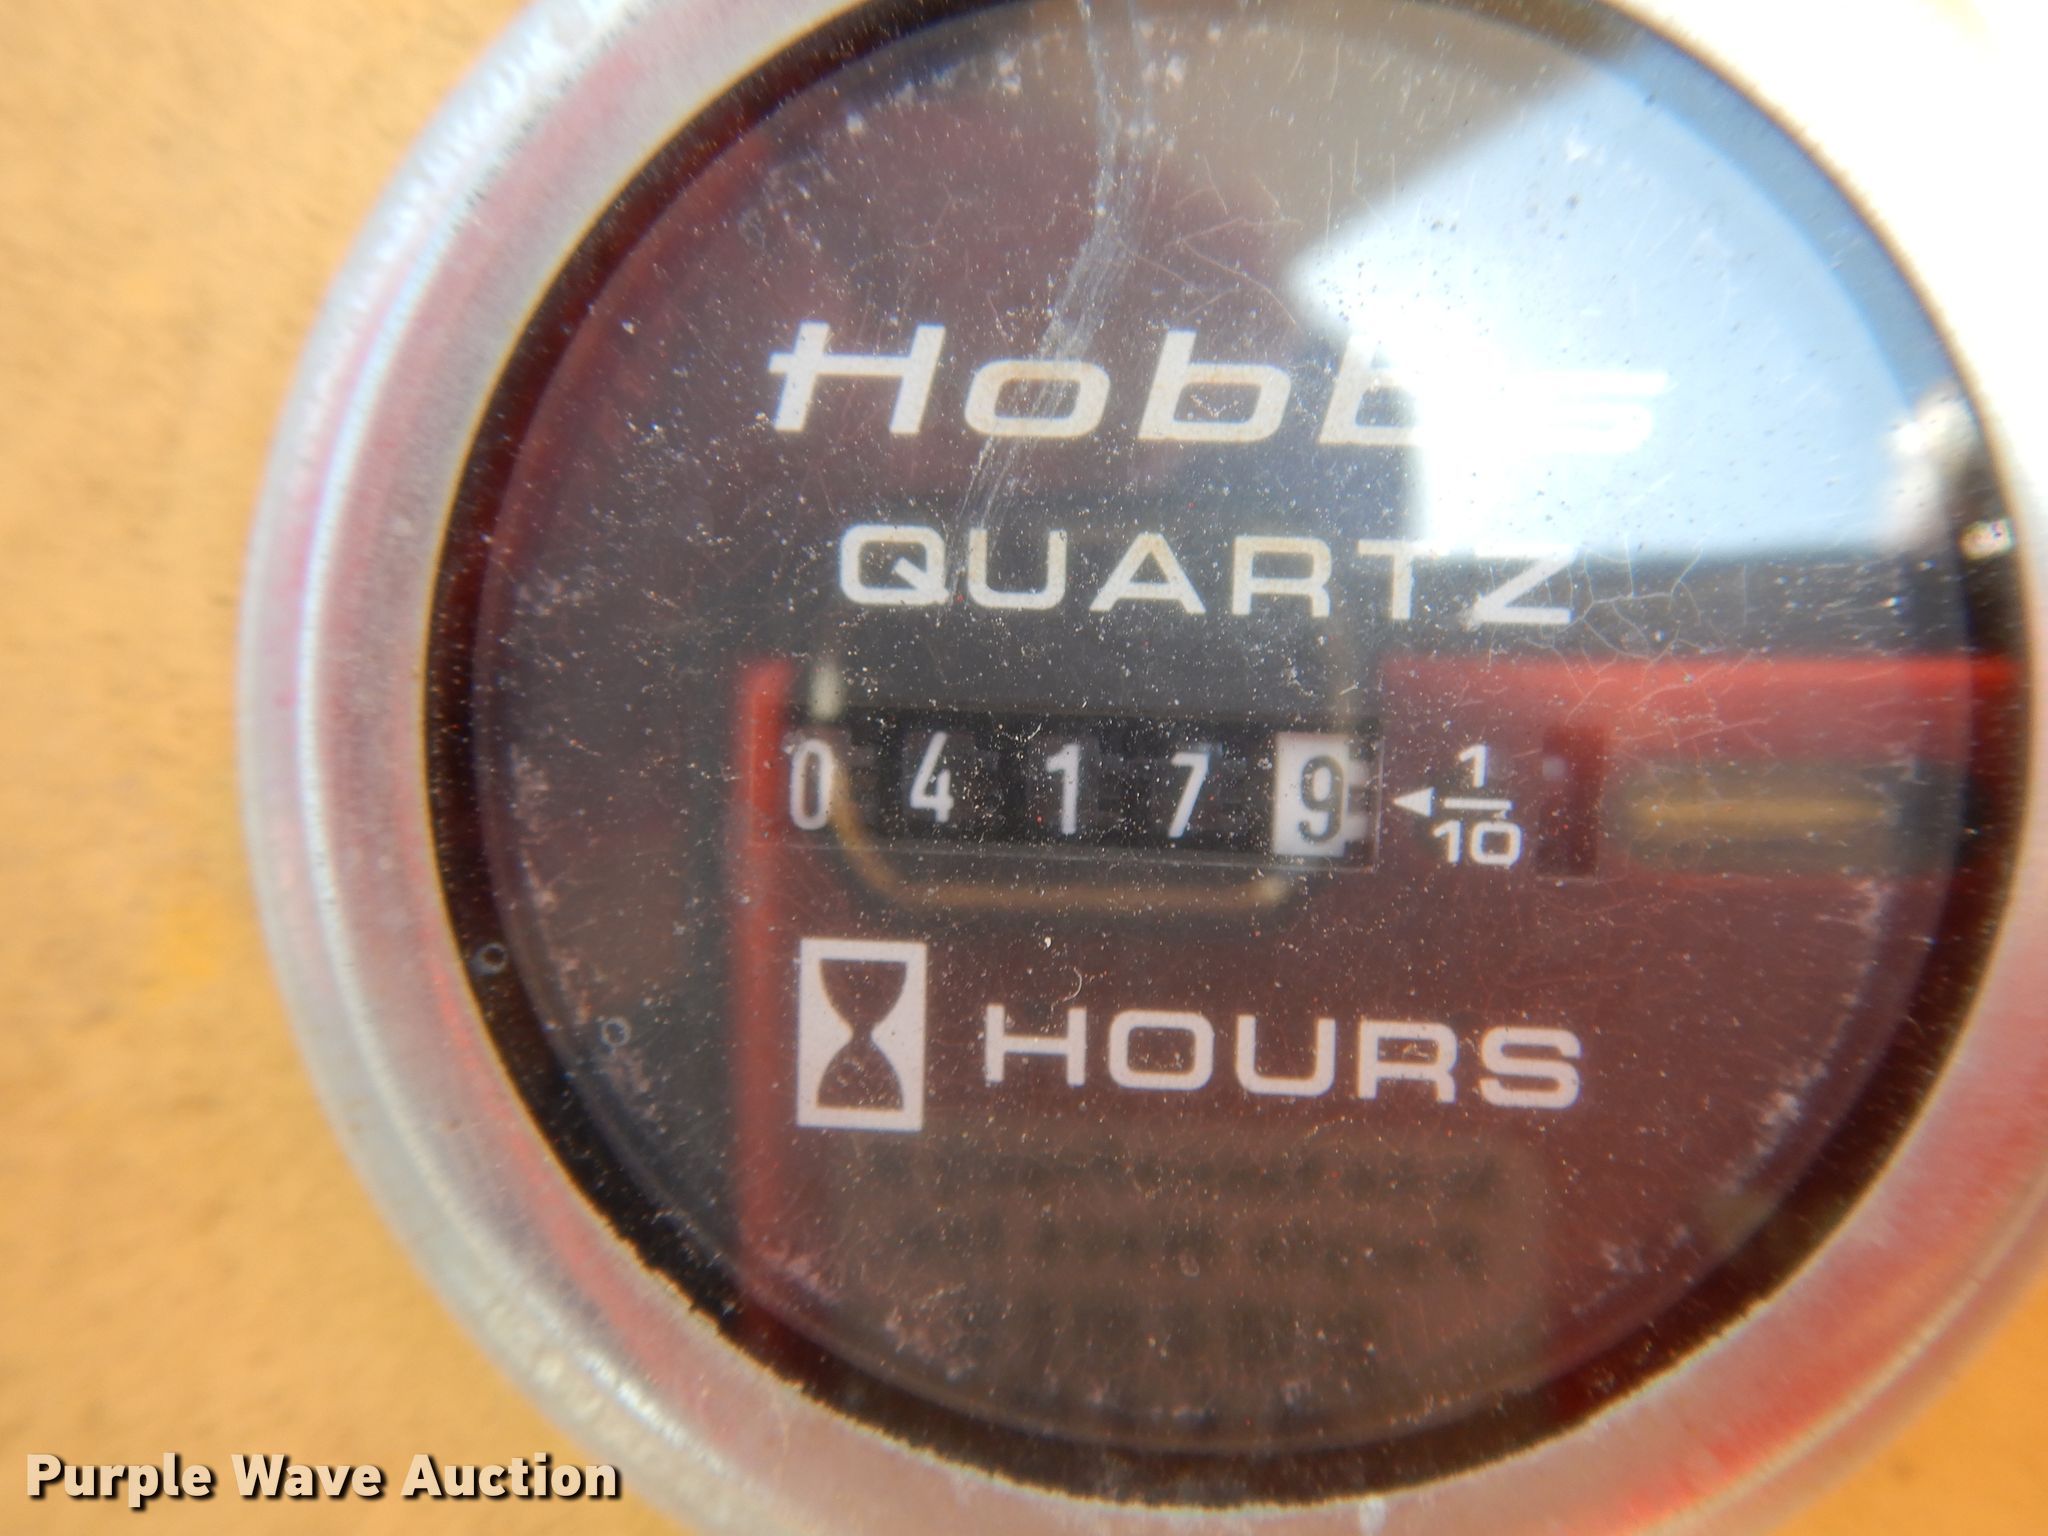 Hobbs
QUARTZ
0 4 1 7 9 ◄ 1/10
HOURS
Purple Wave Auction